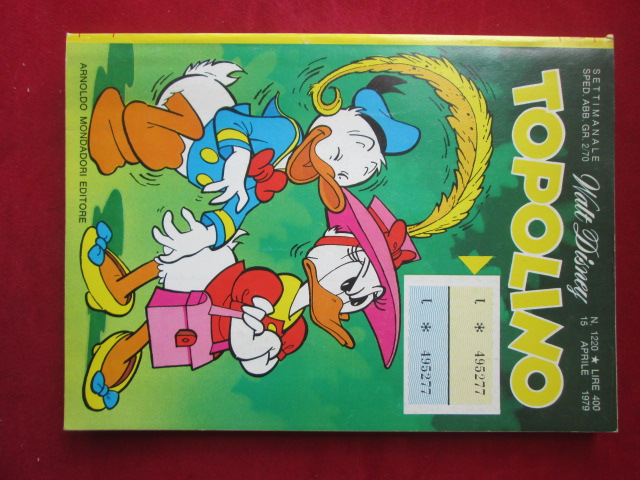 SETTIMANALE
SPED. ABB. GR. 2/70
Walt Disney
N. 1220 ★ LIRE 400
15 APRILE 1979
TOPOLINO
l * 495277
l * 495277
ARNOLDO MONDADORI EDITORE